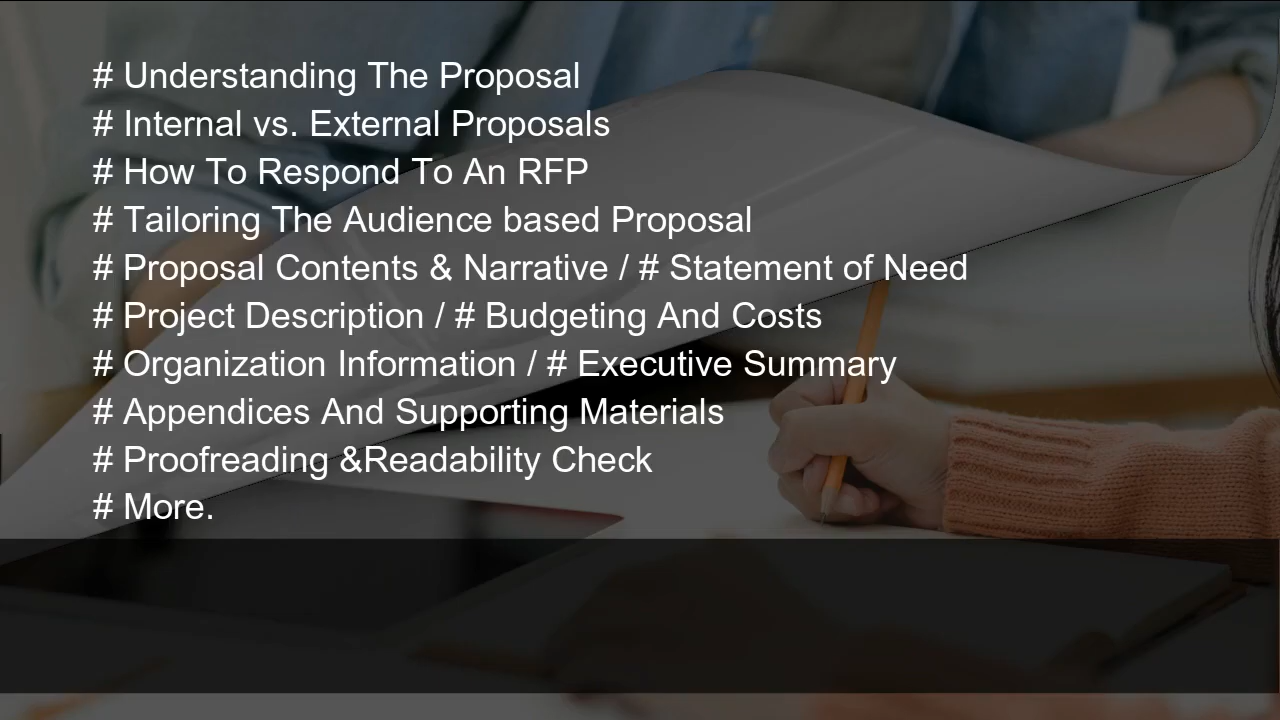 # Understanding The Proposal
# Internal vs. External Proposals
# How To Respond To An RFP
# Tailoring The Audience based Proposal
# Proposal Contents & Narrative / # Statement of Need
# Project Description / # Budgeting And Costs
# Organization Information / # Executive Summary
# Appendices And Supporting Materials
# Proofreading &Readability Check
# More.